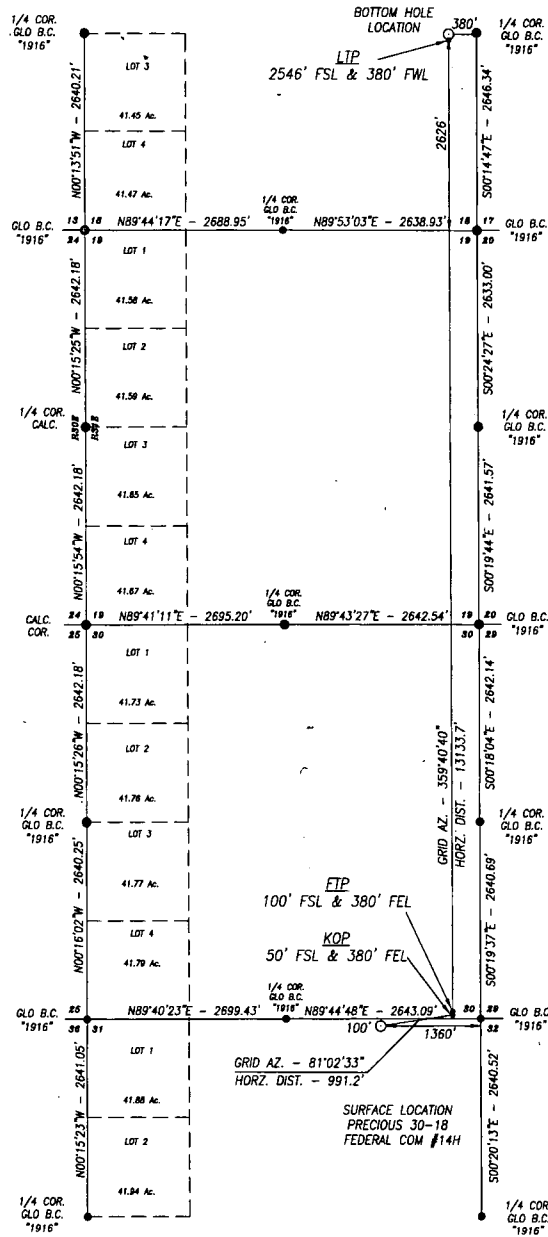 1/4 COR.
GLO B.C.
"1916"
BOTTOM HOLE
LOCATION
380'
1/4 COR.
GLO B.C.
"1916"
LTP
2546' FSL & 380' FWL
LOT 3
41.45 Ac.
LOT 4
41.47 Ac.
N00°13'51"W - 2640.21'
2626'
S00°14'47"E - 2646.34'
GLO B.C.
"1916"
13 18
24 19
N89°44'17"E - 2688.95'
1/4 COR.
GLO B.C.
"1916"
N89°53'03"E - 2638.93'
18 17
19 20
GLO B.C.
"1916"
LOT 1
41.58 Ac.
LOT 2
41.59 Ac.
N00°15'25"W - 2642.18'
S00°24'27"E - 2633.00'
1/4 COR.
CALC.
R30E
R31E
1/4 COR.
GLO B.C.
"1916"
LOT 3
41.65 Ac.
LOT 4
41.67 Ac.
N00°15'54"W - 2642.18'
S00°19'44"E - 2641.57'
CALC.
COR.
24 19
25 30
N89°41'11"E - 2695.20'
1/4 COR.
GLO B.C.
"1916"
N89°43'27"E - 2642.54'
19 20
30 29
GLO B.C.
"1916"
LOT 1
41.73 Ac.
LOT 2
41.76 Ac.
N00°15'26"W - 2642.18'
GRID AZ. - 359°40'40"
HORZ. DIST. - 13133.7'
S00°18'04"E - 2642.14'
1/4 COR.
GLO B.C.
"1916"
1/4 COR.
GLO B.C.
"1916"
LOT 3
41.77 Ac.
LOT 4
41.79 Ac.
N00°16'02"W - 2640.25'
FTP
100' FSL & 380' FEL
KOP
50' FSL & 380' FEL
S00°19'37"E - 2640.69'
GLO B.C.
"1916"
25
36 31
N89°40'23"E - 2699.43'
1/4 COR.
GLO B.C.
"1916"
N89°44'48"E - 2643.09'
30 29
32
GLO B.C.
"1916"
100'
1360'
LOT 1
41.88 Ac.
LOT 2
41.94 Ac.
N00°15'23"W - 2641.05'
GRID AZ. - 81°02'33"
HORZ. DIST. - 991.2'
SURFACE LOCATION
PRECIOUS 30-18
FEDERAL COM #14H
S00°20'13"E - 2640.52'
1/4 COR.
GLO B.C.
"1916"
1/4 COR.
GLO B.C.
"1916"